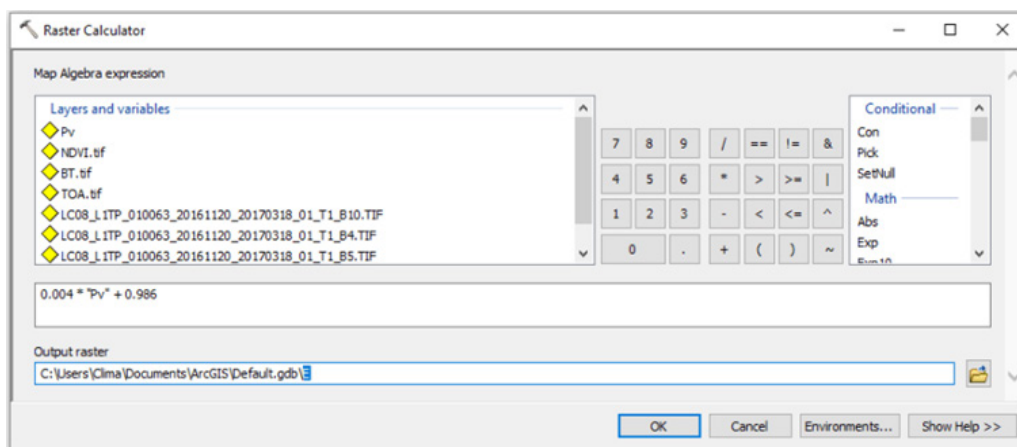 Raster Calculator
Map Algebra expression
Layers and variables
Pv
NDVI.tif
BT.tif
TOA.tif
LC08_L1TP_010063_20161120_20170318_01_T1_B10.TIF
LC08_L1TP_010063_20161120_20170318_01_T1_B4.TIF
LC08_L1TP_010063_20161120_20170318_01_T1_B5.TIF
7 8 9 / == != &
4 5 6 * > >= |
1 2 3 - < <= ^
0 . + ( ) ~
Conditional
Con
Pick
SetNull
Math
Abs
Exp
Exp10
0.004 * "Pv" + 0.986
Output raster
C:\Users\Clima\Documents\ArcGIS\Default.gdb\E
OK Cancel Environments... Show Help >>